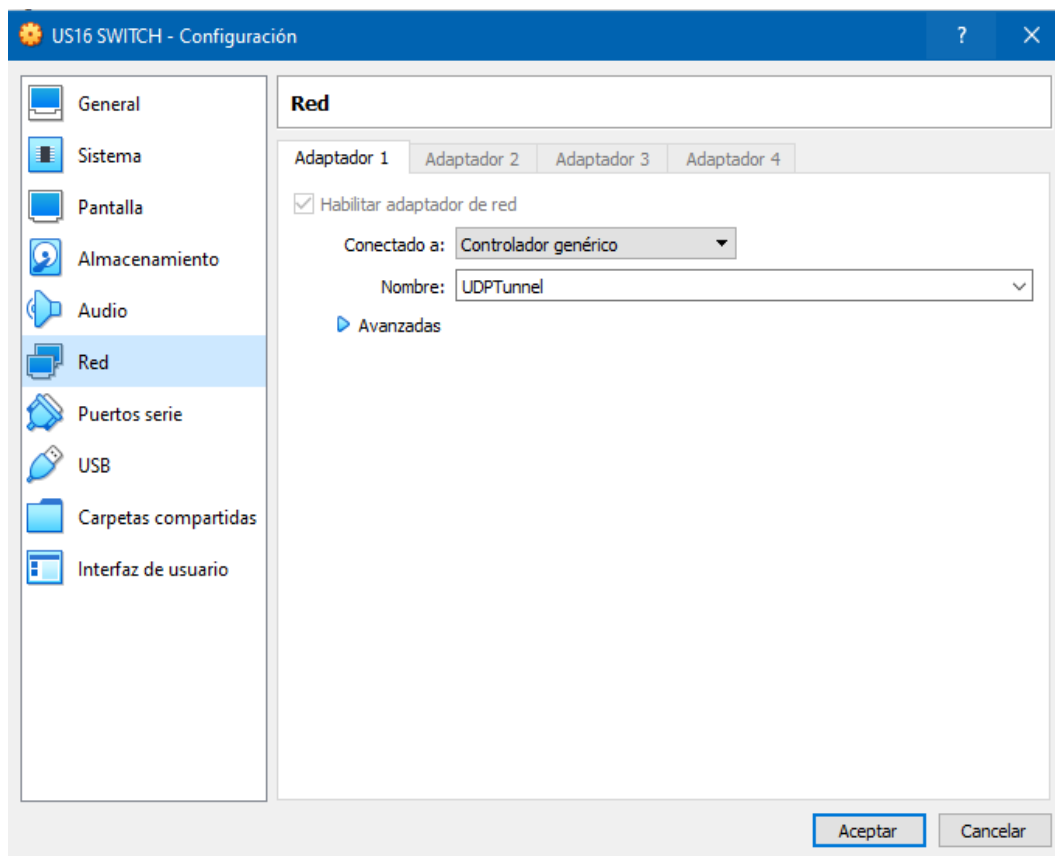 US16 SWITCH - Configuración ?
General
Sistema
Pantalla
Almacenamiento
Audio
Red
Puertos serie
USB
Carpetas compartidas
Interfaz de usuario
Red
Adaptador 1 Adaptador 2 Adaptador 3 Adaptador 4
Habilitar adaptador de red
Conectado a: Controlador genérico
Nombre: UDPTunnel
Avanzadas
Aceptar Cancelar